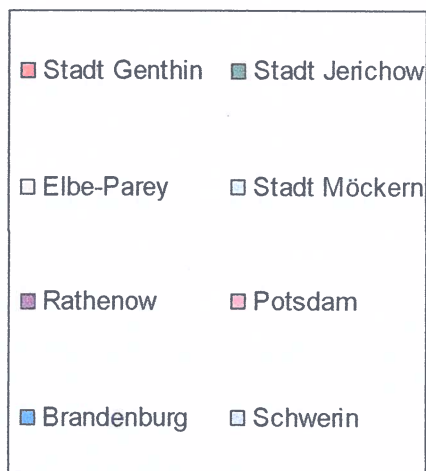 Stadt Genthin Stadt Jerichow
Elbe-Parey Stadt Möckern
Rathenow Potsdam
Brandenburg Schwerin